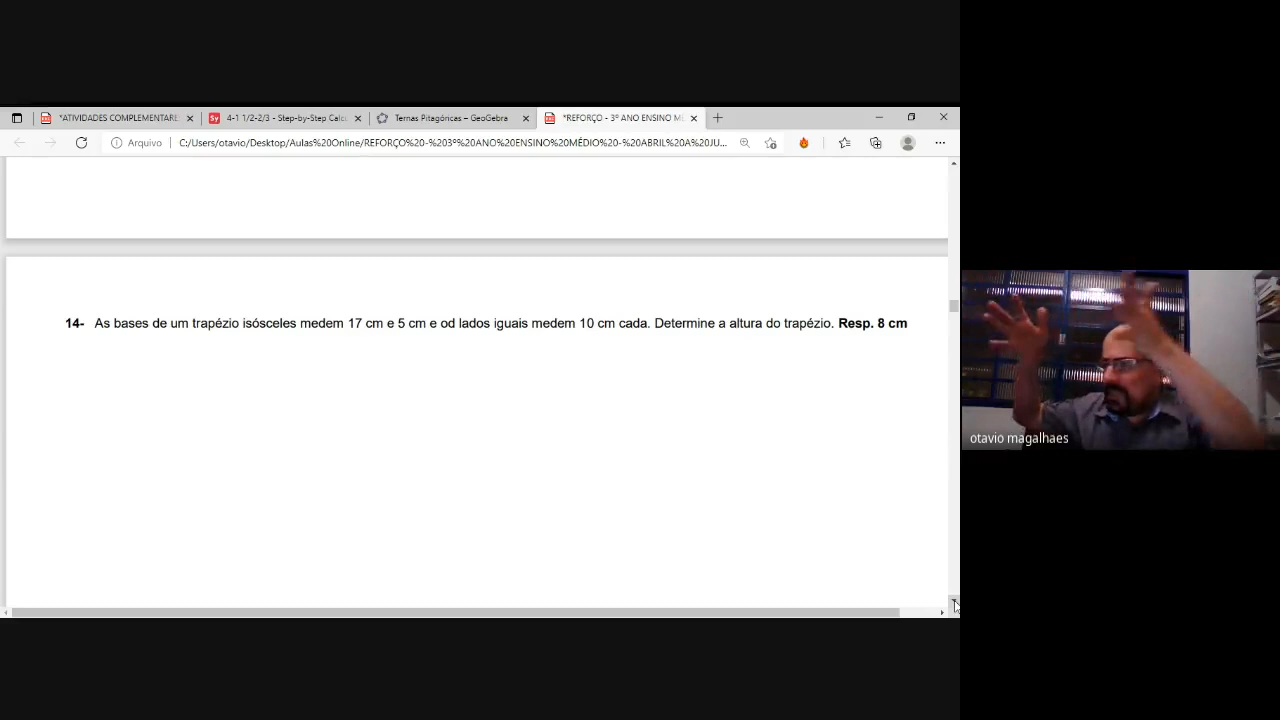 *ATIVIDADES COMPLEMENTARE
4-1 1/2-2/3 - Step-by-Step Calcu
Ternas Pitagóricas – GeoGebra
*REFORÇO - 3º ANO ENSINO MÉ
Arquivo
C:/Users/otavio/Desktop/Aulas%20Online/REFORÇO%20-%203º%20ANO%20ENSINO%20MÉDIO%20-%20ABRIL%20A%20JU...
14- As bases de um trapézio isósceles medem 17 cm e 5 cm e od lados iguais medem 10 cm cada. Determine a altura do trapézio. Resp. 8 cm
otavio magalhaes